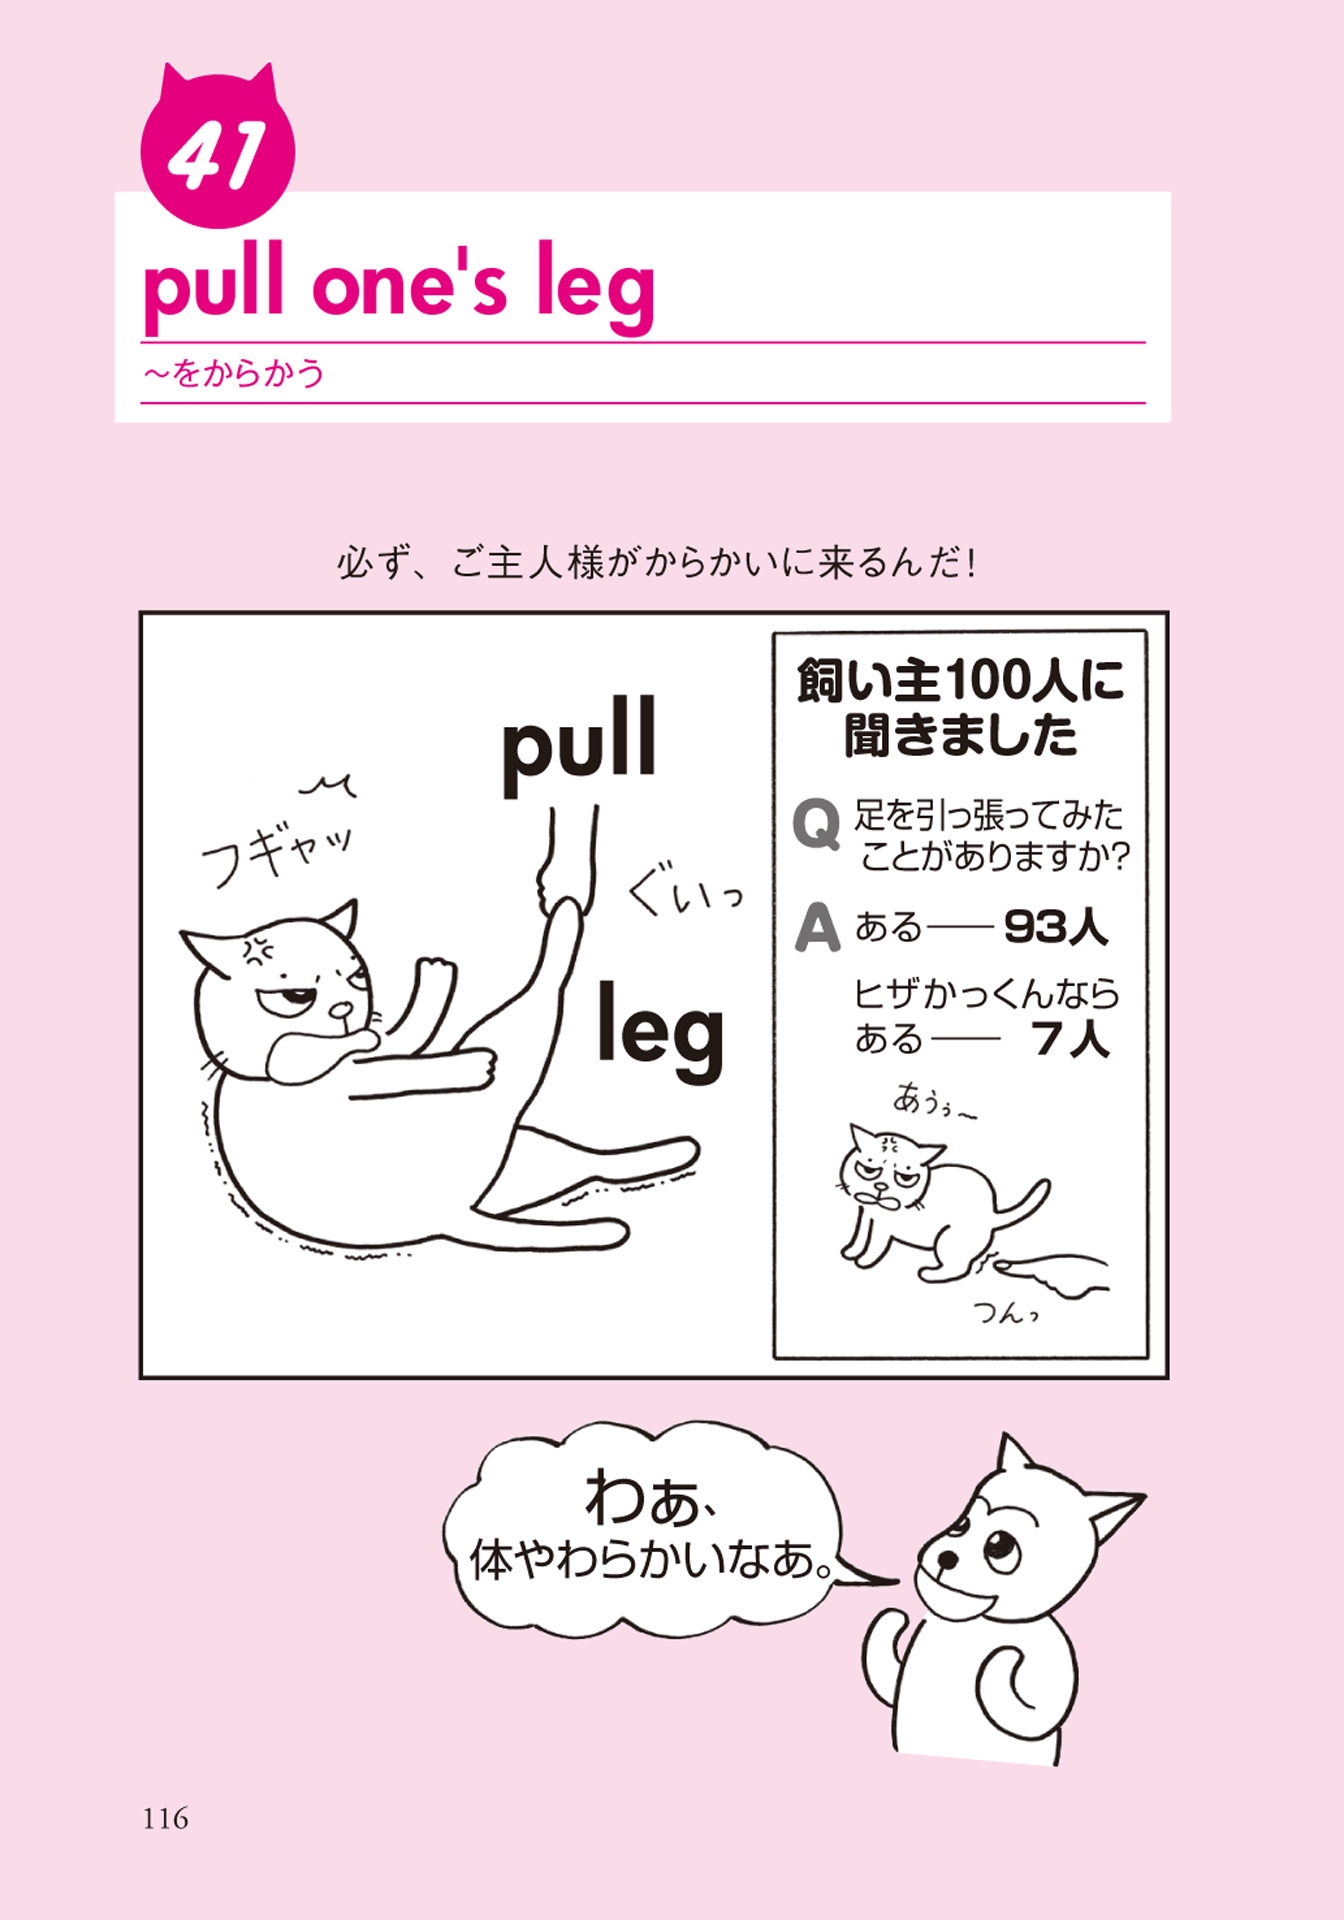 41
pull one's leg
～をからかう
必ず、ご主人様がからかいに来るんだ!
pull
フギャッ
ぐいっ
leg
飼い主100人に
聞きました
Q 足を引っ張ってみた
ことがありますか?
A ある――93人
ヒザかっくんなら
ある―― 7人
あうぅ～
つんっ
わぁ、
体やわらかいなあ。
116